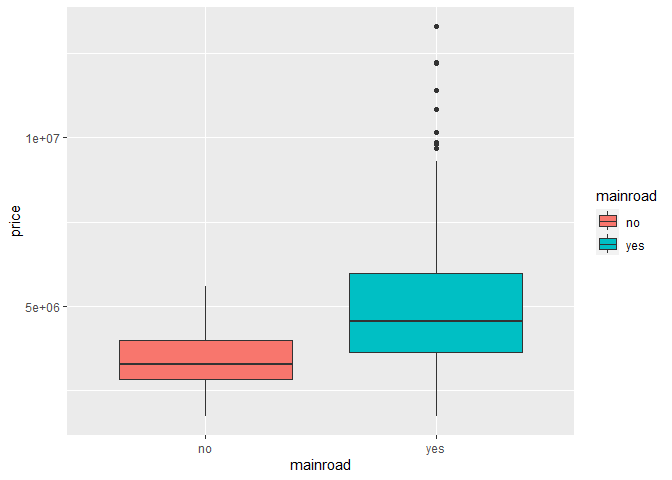 price
1e+07
5e+06
no
yes
mainroad
mainroad
no
yes